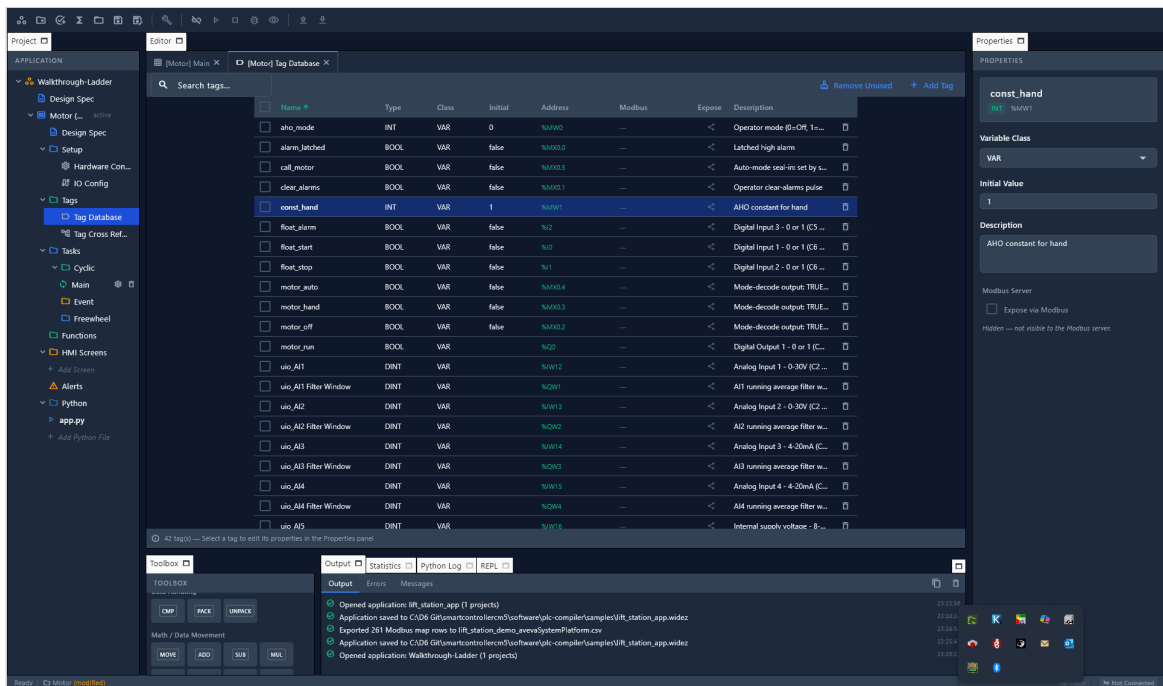 Project
APPLICATION
Walkthrough-Ladder
Design Spec
Motor (... active
Design Spec
Setup
Hardware Con...
IO Config
Tags
Tag Database
Tag Cross Ref...
Tasks
Cyclic
Main
Event
Freewheel
Functions
HMI Screens
+ Add Screen
Alerts
Python
app.py
+ Add Python File
Editor
[Motor] Main
[Motor] Tag Database
Search tags...
Remove Unused + Add Tag
Name Type Class Initial Address Modbus Expose Description
aho_mode INT VAR 0 %MW0 — Operator mode (0=Off, 1=...
alarm_latched BOOL VAR false %MX0.0 — Latched high alarm
call_motor BOOL VAR false %MX0.5 — Auto-mode seal-in: set by s...
clear_alarms BOOL VAR false %MX0.1 — Operator clear-alarms pulse
const_hand INT VAR 1 %MW1 — AHO constant for hand
float_alarm BOOL VAR false %I2 — Digital Input 3 - 0 or 1 (C5 ...
float_start BOOL VAR false %I0 — Digital Input 1 - 0 or 1 (C6 ...
float_stop BOOL VAR false %I1 — Digital Input 2 - 0 or 1 (C6 ...
motor_auto BOOL VAR false %MX0.4 — Mode-decode output: TRUE...
motor_hand BOOL VAR false %MX0.3 — Mode-decode output: TRUE...
motor_off BOOL VAR false %MX0.2 — Mode-decode output: TRUE...
motor_run BOOL VAR %Q0 — Digital Output 1 - 0 or 1 (C...
uio_AI1 DINT VAR %IW12 — Analog Input 1 - 0-30V (C2 ...
uio_AI1 Filter Window DINT VAR %QW1 — AI1 running average filter w...
uio_AI2 DINT VAR %IW13 — Analog Input 2 - 0-30V (C2 ...
uio_AI2 Filter Window DINT VAR %QW2 — AI2 running average filter w...
uio_AI3 DINT VAR %IW14 — Analog Input 3 - 4-20mA (C...
uio_AI3 Filter Window DINT VAR %QW3 — AI3 running average filter w...
uio_AI4 DINT VAR %IW15 — Analog Input 4 - 4-20mA (C...
uio_AI4 Filter Window DINT VAR %QW4 — AI4 running average filter w...
uio_AI5 DINT VAR %IW16 — Internal supply voltage - 8-...
42 tag(s) — Select a tag to edit its properties in the Properties panel
Properties
PROPERTIES
const_hand
INT %MW1
Variable Class
VAR
Initial Value
1
Description
AHO constant for hand
Modbus Server
Expose via Modbus
Hidden — not visible to the Modbus server.
Toolbox
TOOLBOX
CMP PACK UNPACK
Math / Data Movement
MOVE ADD SUB MUL
Output Statistics Python Log REPL
Output Errors Messages
Opened application: lift_station_app (1 projects)
Application saved to C:\D6 Git\smartcontrollercm5\software\plc-compiler\samples\lift_station_app.widez
Exported 261 Modbus map rows to lift_station_demo_avevaSystemPlatform.csv
Application saved to C:\D6 Git\smartcontrollercm5\software\plc-compiler\samples\lift_station_app.widez
Opened application: Walkthrough-Ladder (1 projects)
Ready Motor (modified)
Not Connected